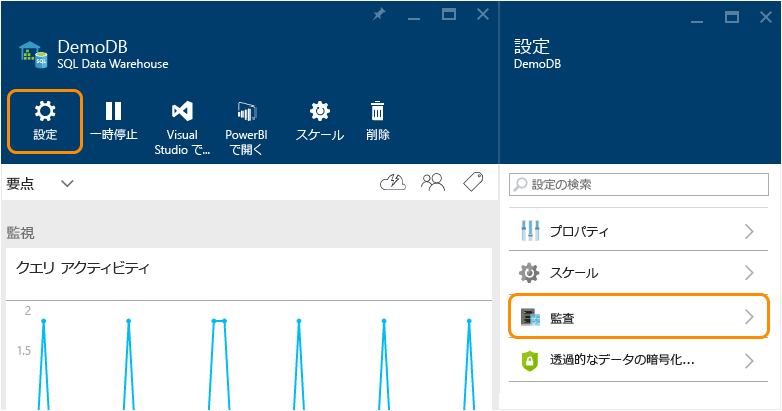 DemoDB
SQL Data Warehouse
設定
一時停止
Visual
Studio で...
PowerBI
で開く
スケール
削除
要点
監視
クエリ アクティビティ
2
1.5
設定
DemoDB
設定の検索
プロパティ
スケール
監査
透過的なデータの暗号化...